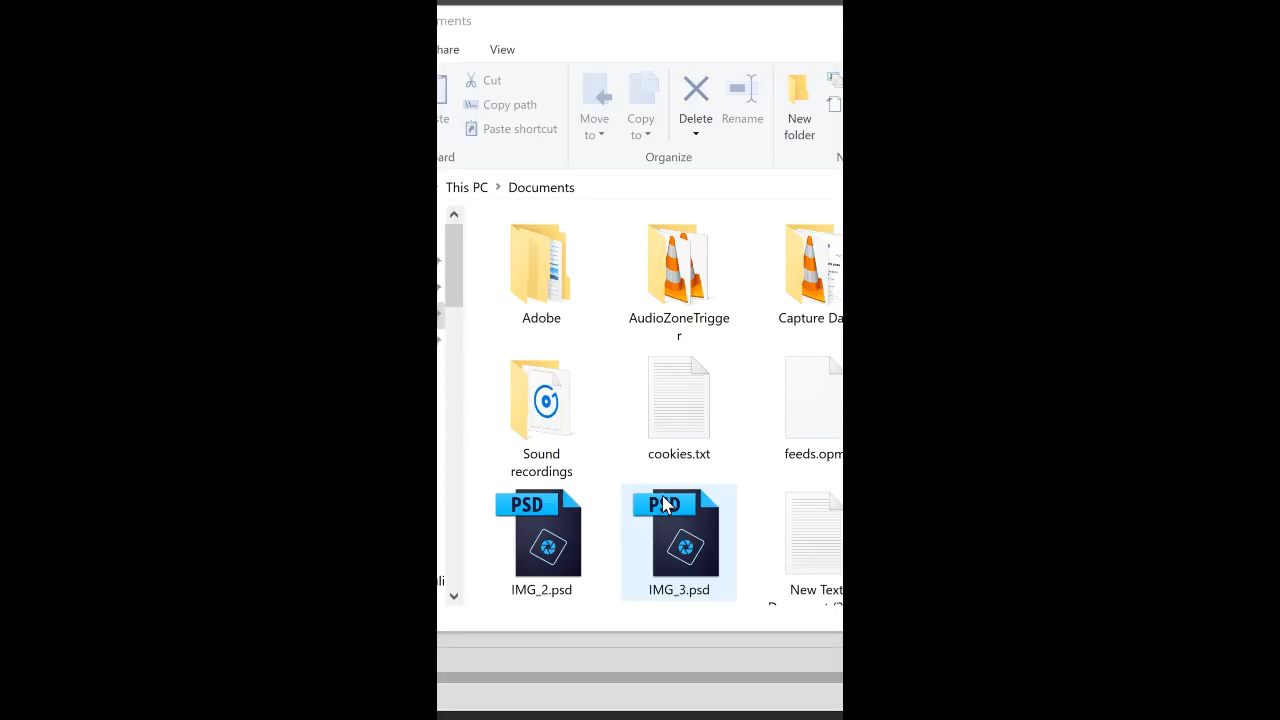 ments
hare View
Cut
Copy path
ste
Paste shortcut
ard
Move to
Copy to
Delete
Rename
Organize
New folder
N
This PC > Documents
Adobe
AudioZoneTrigge
r
Capture Da
Sound
recordings
cookies.txt
feeds.opm
PSD
IMG_2.psd
PSD
IMG_3.psd
New Text
li